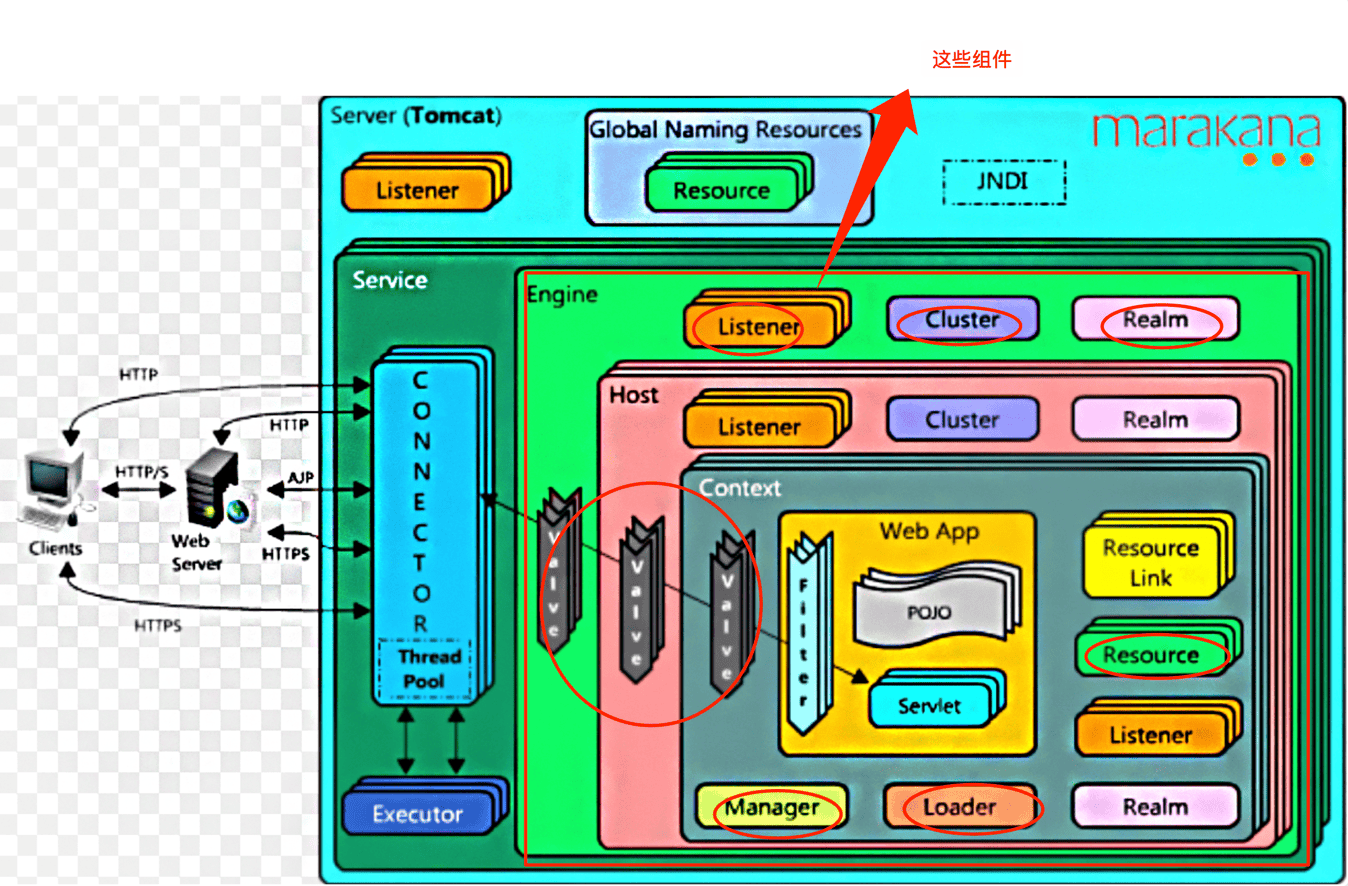 这些组件
Server (Tomcat)
Global Naming Resources
marakana
Listener
Resource
JNDI
Service
Engine
Listener
Cluster
Realm
Host
Listener
Cluster
Realm
Context
Web App
Resource
Link
POJO
Resource
Servlet
Listener
Manager
Loader
Realm
CONNECTOR
Thread
Pool
Executor
Valve
Valve
Valve
Filter
HTTP
HTTP
HTTP/S
AJP
HTTPS
HTTPS
Clients
Web
Server